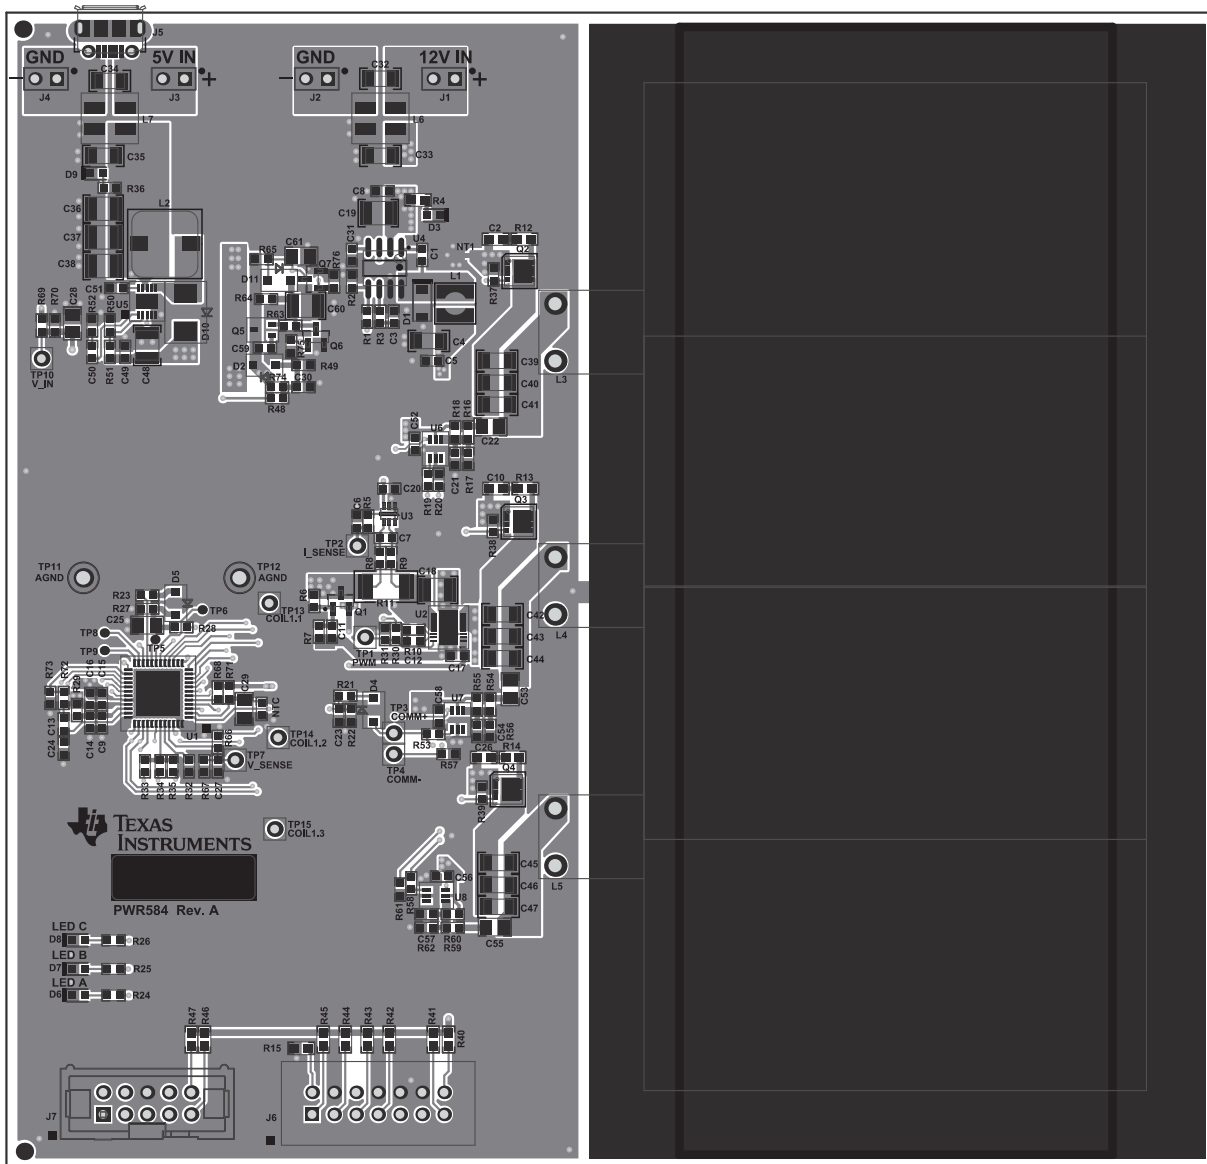 J5
GND
5V IN
GND
12V IN
C34
C32
J4
J3
+
J2
J1
+
L7
L6
C35
C33
D9
R36
C8
R4
C36
L2
C19
D3
C37
C31
U4
C1
NT1
C2
R12
Q2
C38
R65
C61
Q7
R76
L1
C51
D11
R2
R37
R69
R70
C28
R52
U5
R50
D10
R64
C60
R1
R3
C3
D1
R63
Q5
R75
Q6
C4
C59
C5
C39
L3
TP10
V_IN
C50
R51
C49
C48
D2
R49
R74
C30
C40
R48
C41
C52
U6
R18
R16
C22
C21
R17
R19
R20
C20
C10
R13
Q3
C6
R5
U3
R38
TP2
I_SENSE
C7
R8
R9
TP11
AGND
TP12
AGND
D5
R23
R27
TP6
C25
R28
TP13
COIL1.1
R6
Q1
R11
C18
U2
C42
L4
TP8
TP5
R7
C11
TP1
PWM
R31
R30
R10
C12
C43
TP9
C17
C44
R73
R72
R29
C16
C15
R68
R71
C29
NTC
R21
D4
TP3
COMM+
C58
U7
R55
R54
C53
C13
C24
C14
C9
U1
R66
TP14
COIL1.2
C23
R22
R53
C54
R56
TP7
V_SENSE
TP4
COMM-
R57
C26
R14
Q4
R33
R34
R35
R32
R67
C27
R39
TEXAS
INSTRUMENTS
TP15
COIL1.3
C45
C56
C46
L5
R61
R58
U8
C47
PWR584 Rev. A
C57
R62
R60
R59
C55
LED C
D8
R26
LED B
D7
R25
LED A
D6
R24
R47
R46
R45
R44
R43
R42
R41
R40
R15
J7
J6